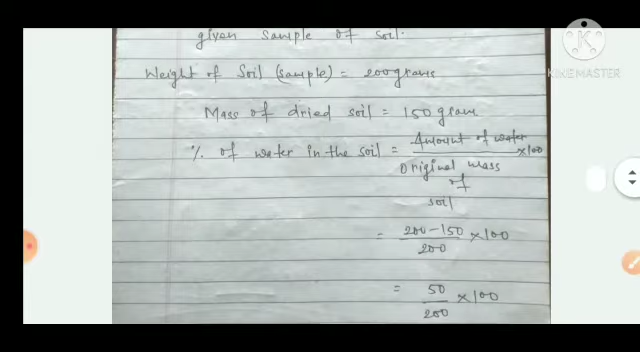 given sample of soil.
Weight of soil (sample) = 200 grams
Mass of dried soil = 150 gram
% of water in the soil = Amount of water / Original mass of soil ×100
= 200 - 150 / 200 × 100
= 50 / 200 × 100
K
KINEMASTER